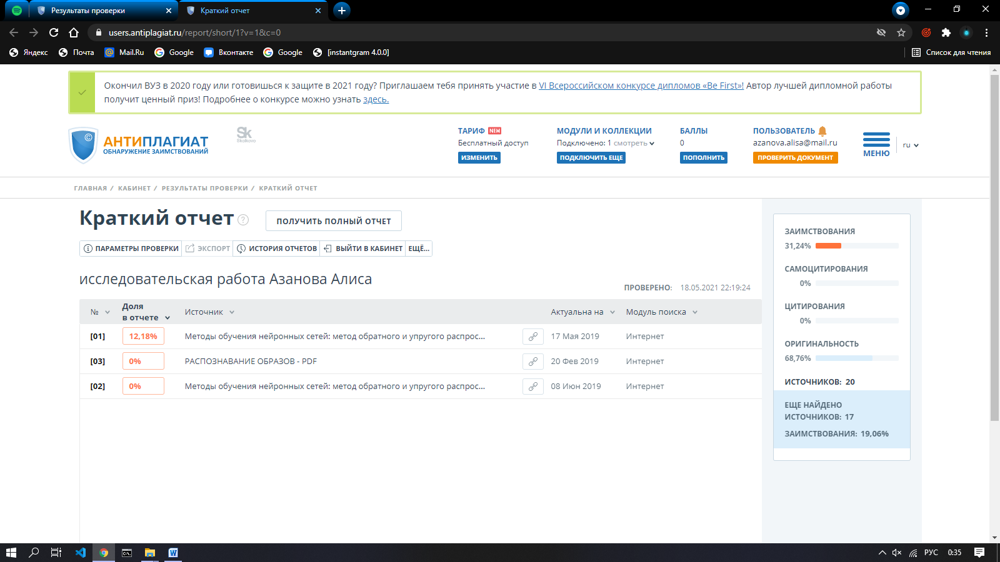 Результаты проверки
Краткий отчет
users.antiplagiat.ru/report/short/1?v=1&c=0
Яндекс
Почта
Mail.Ru
Google
Вконтакте
Google
[instantgram 4.0.0]
Список для чтения
Окончил ВУЗ в 2020 году или готовишься к защите в 2021 году? Приглашаем тебя принять участие в VI Всероссийском конкурсе дипломов «Be First»! Автор лучшей дипломной работы
получит ценный приз! Подробнее о конкурсе можно узнать здесь.
АНТИПЛАГИАТ
ОБНАРУЖЕНИЕ ЗАИМСТВОВАНИЙ
Sk
Skolkovo
ТАРИФ NEW
Бесплатный доступ
ИЗМЕНИТЬ
МОДУЛИ И КОЛЛЕКЦИИ
Подключено: 1 смотреть
ПОДКЛЮЧИТЬ ЕЩЕ
БАЛЛЫ
0
ПОПОЛНИТЬ
ПОЛЬЗОВАТЕЛЬ
azanova.alisa@mail.ru
ПРОВЕРИТЬ ДОКУМЕНТ
МЕНЮ
ru
ГЛАВНАЯ / КАБИНЕТ / РЕЗУЛЬТАТЫ ПРОВЕРКИ / КРАТКИЙ ОТЧЕТ
Краткий отчет ?
ПОЛУЧИТЬ ПОЛНЫЙ ОТЧЕТ
ПАРАМЕТРЫ ПРОВЕРКИ ЭКСПОРТ ИСТОРИЯ ОТЧЕТОВ ВЫЙТИ В КАБИНЕТ ЕЩЁ...
исследовательская работа Азанова Алиса
ПРОВЕРЕНО: 18.05.2021 22:19:24
№ Доля в отчете Источник Актуальна на Модуль поиска
[01] 12,18% Методы обучения нейронных сетей: метод обратного и упругого распрос... 17 Мая 2019 Интернет
[03] 0% РАСПОЗНАВАНИЕ ОБРАЗОВ - PDF 20 Фев 2019 Интернет
[02] 0% Методы обучения нейронных сетей: метод обратного и упругого распрос... 08 Июн 2019 Интернет
ЗАИМСТВОВАНИЯ
31,24%
САМОЦИТИРОВАНИЯ
0%
ЦИТИРОВАНИЯ
0%
ОРИГИНАЛЬНОСТЬ
68,76%
ИСТОЧНИКОВ: 20
ЕЩЕ НАЙДЕНО
ИСТОЧНИКОВ: 17
ЗАИМСТВОВАНИЯ: 19,06%
РУС
0:35